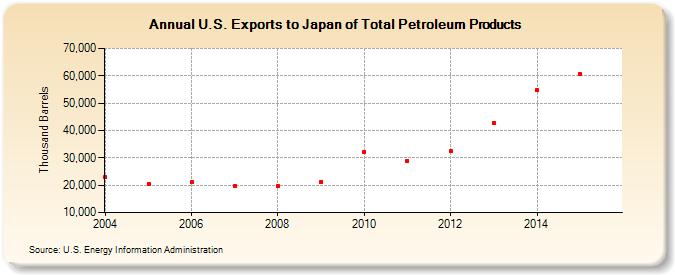 Annual U.S. Exports to Japan of Total Petroleum Products
Thousand Barrels
70,000
60,000
50,000
40,000
30,000
20,000
10,000
2004 2006 2008 2010 2012 2014
Source: U.S. Energy Information Administration